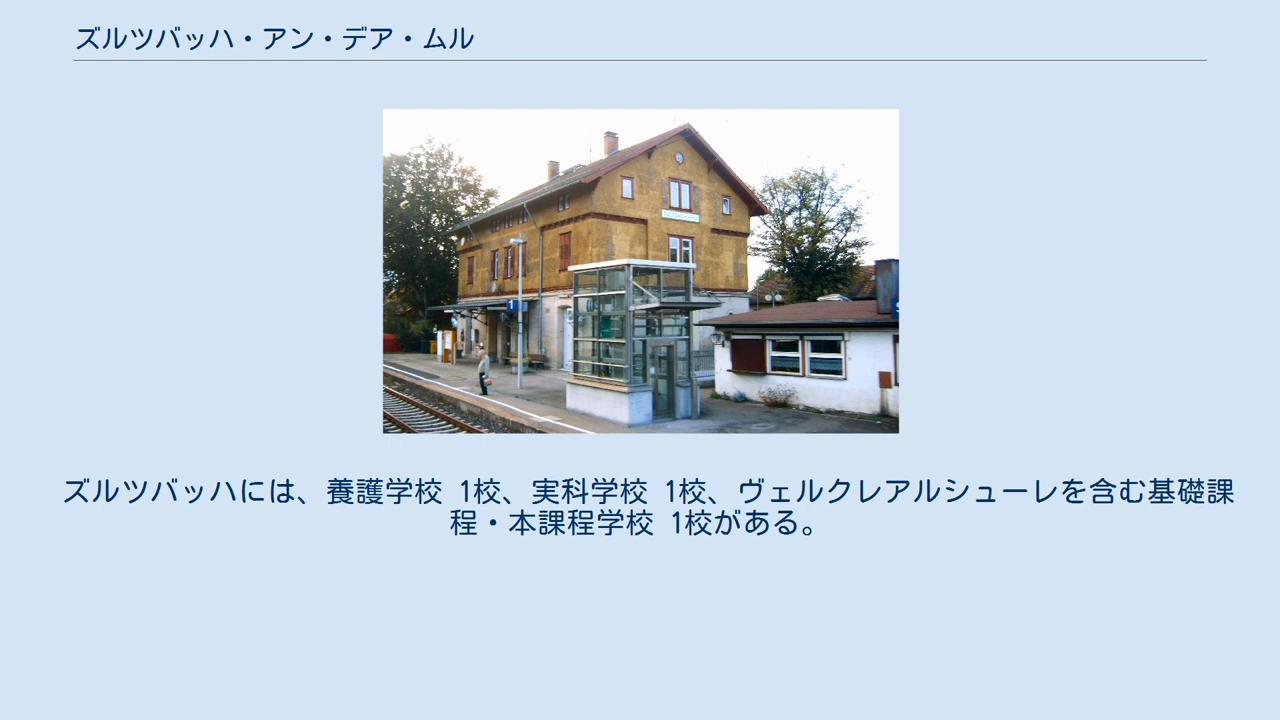 ズルツバッハ・アン・デア・ムル
1
ズルツバッハには、養護学校 1校、実科学校 1校、ヴェルクレアルシューレを含む基礎課
程・本課程学校 1校がある。